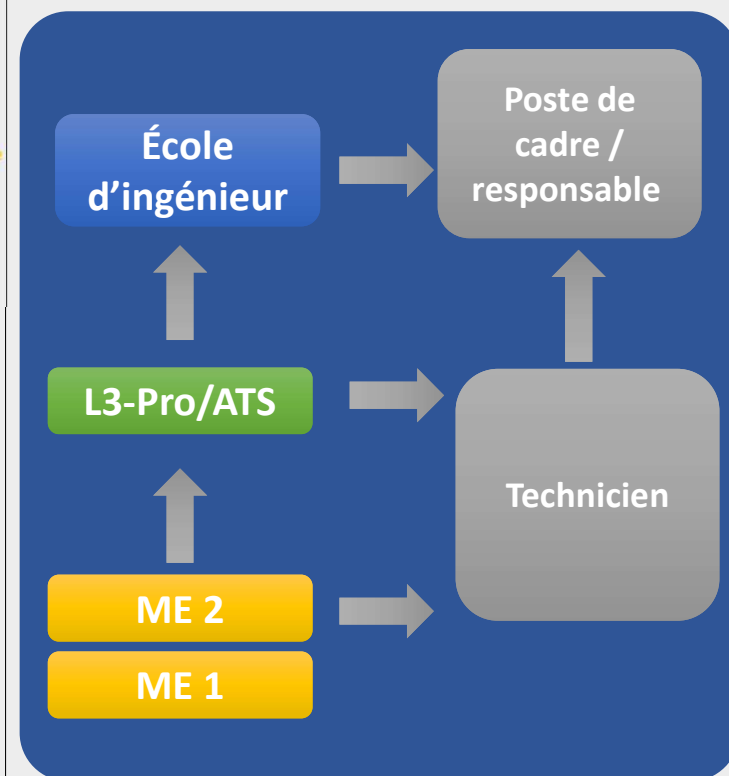 École
d’ingénieur
Poste de
cadre /
responsable
L3-Pro/ATS
Technicien
ME 2
ME 1